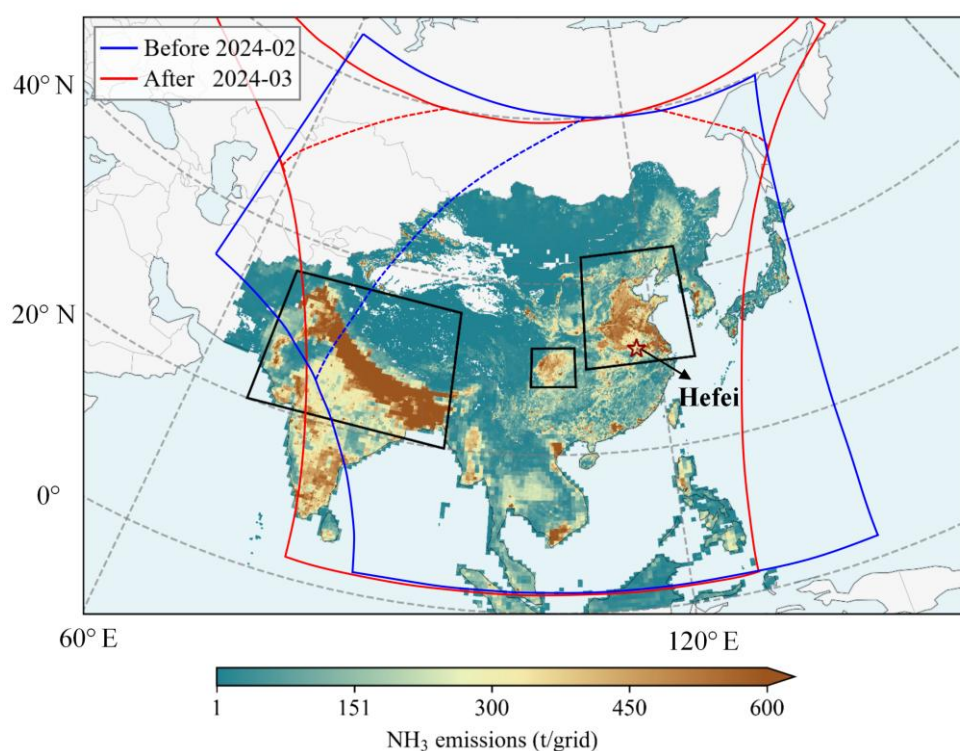 Before 2024-02
After 2024-03
40° N
20° N
0°
Hefei
60° E
120° E
1 151 300 450 600
NH₃ emissions (t/grid)